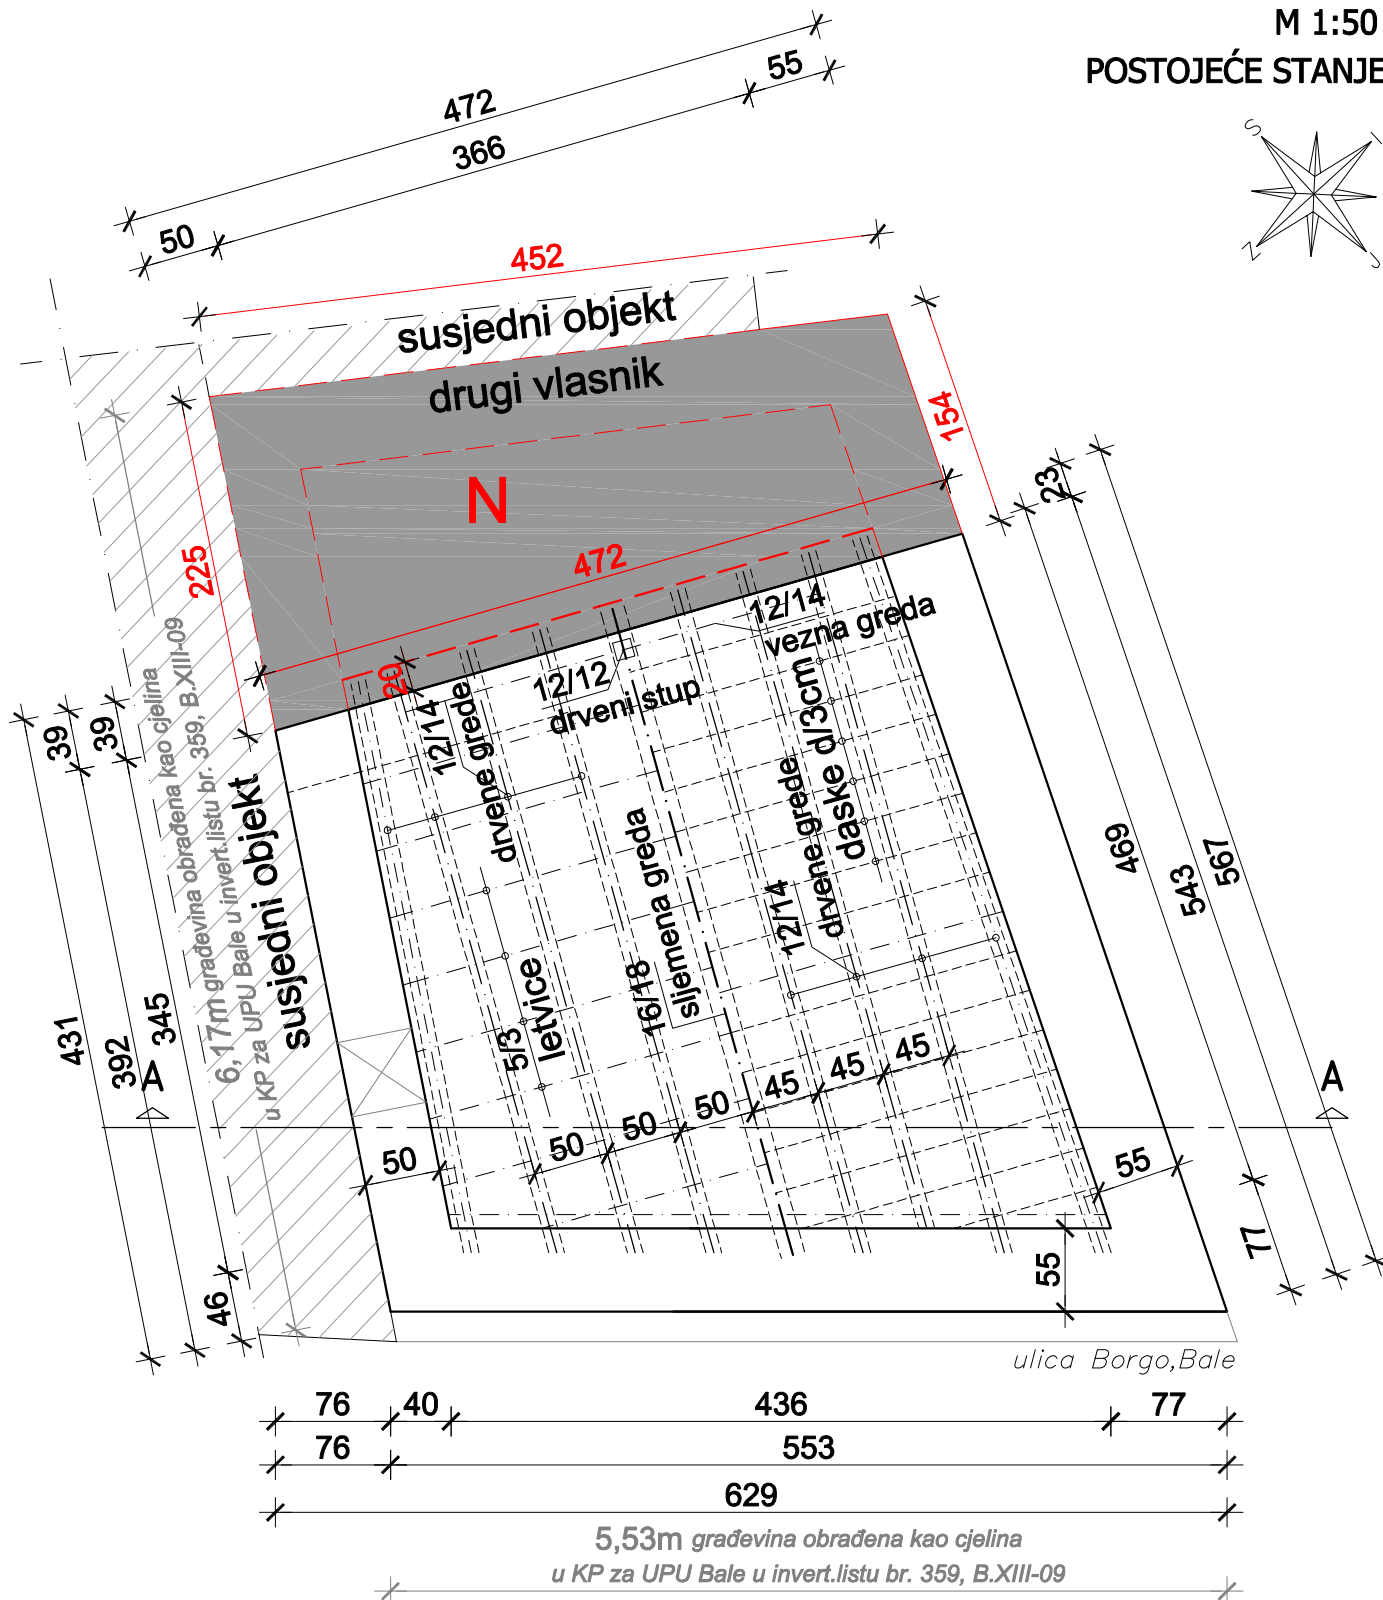 M 1:50
POSTOJEĆE STANJE
55
472
366
50
S
Z
J
452
susjedni objekt
drugi vlasnik
154
N
225
472
20
23
12/14
vezna greda
12/12
drveni stup
12/14
drvene grede
daske d/3cm
12/14
drvene grede
sljemena greda
16/18
letvice
5/3
39
39
susjedni objekt
6,17m građevina obrađena kao cjelina
u KP za UPU Bale u invert.listu br. 359, B.XIII-09
431
392
345
46
A
A
469
543
567
77
50
50
50
50
45
45
45
55
55
ulica Borgo,Bale
76
40
436
77
76
553
629
5,53m građevina obrađena kao cjelina
u KP za UPU Bale u invert.listu br. 359, B.XIII-09